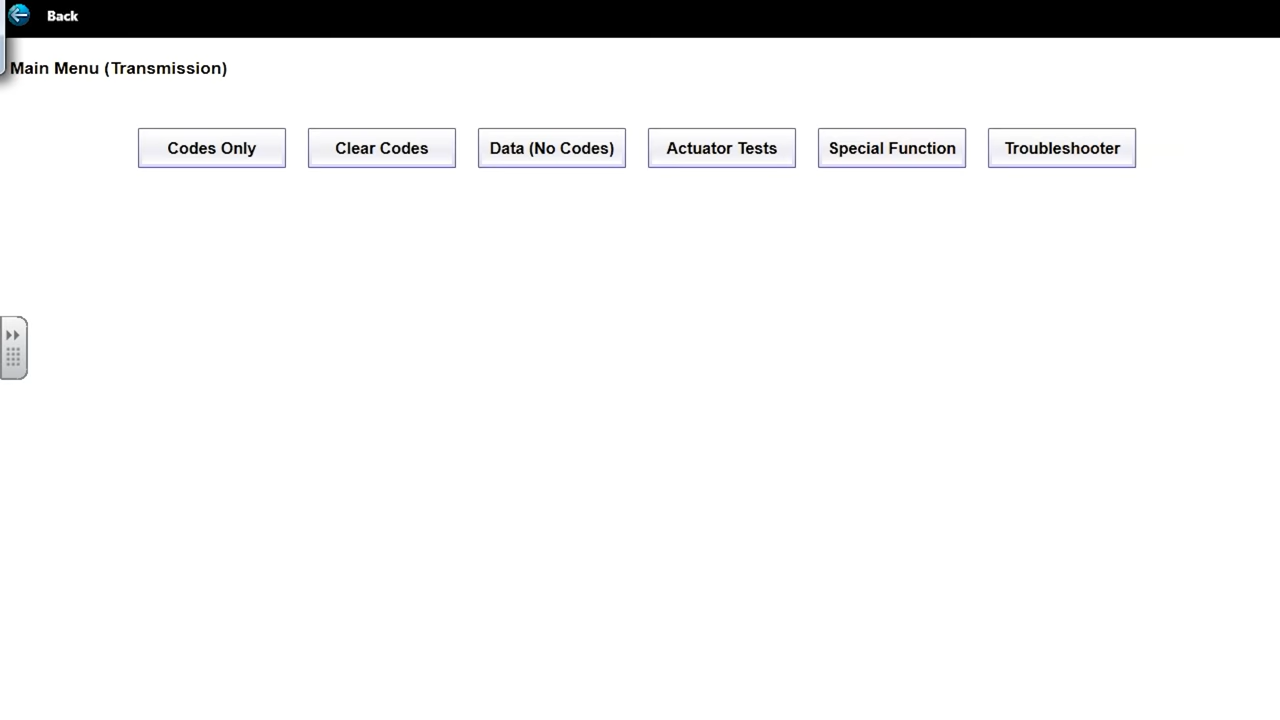 Back
Main Menu (Transmission)
Codes Only Clear Codes Data (No Codes) Actuator Tests Special Function Troubleshooter